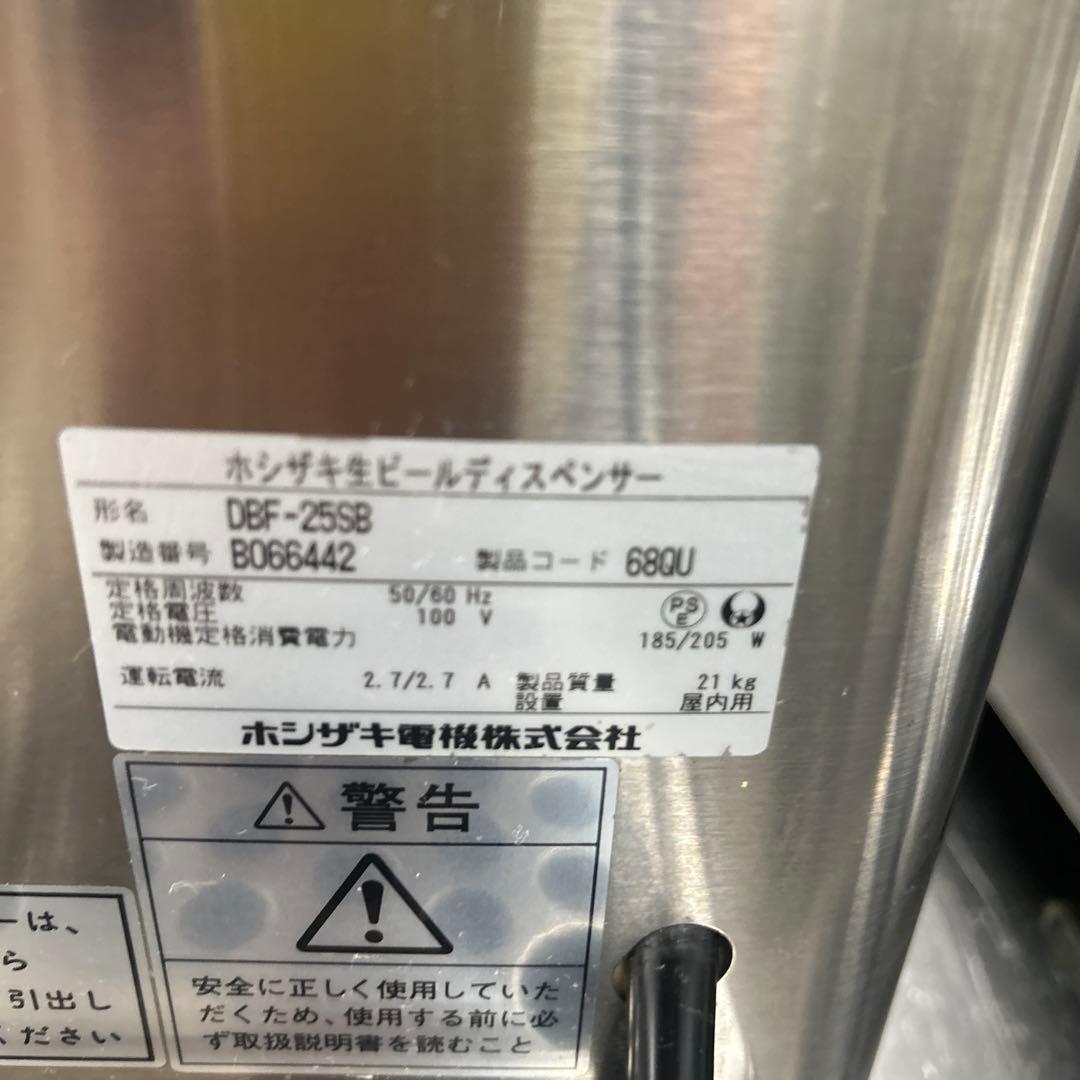 ホシザキ生ビールディスペンサー
形名 DBF-25SB
製造番号 B066442 製品コード 68QU
定格周波数 50/60 Hz
定格電圧 100 V
PS E
電動機定格消費電力 185/205 W
運転電流 2.7/2.7 A 製品質量 21 kg
設置 屋内用
ホシザキ電機株式会社
警告
安全に正しく使用していた
だくため、使用する前に必
ず取扱説明書を読むこと
ーは、
ら
引出し
ください